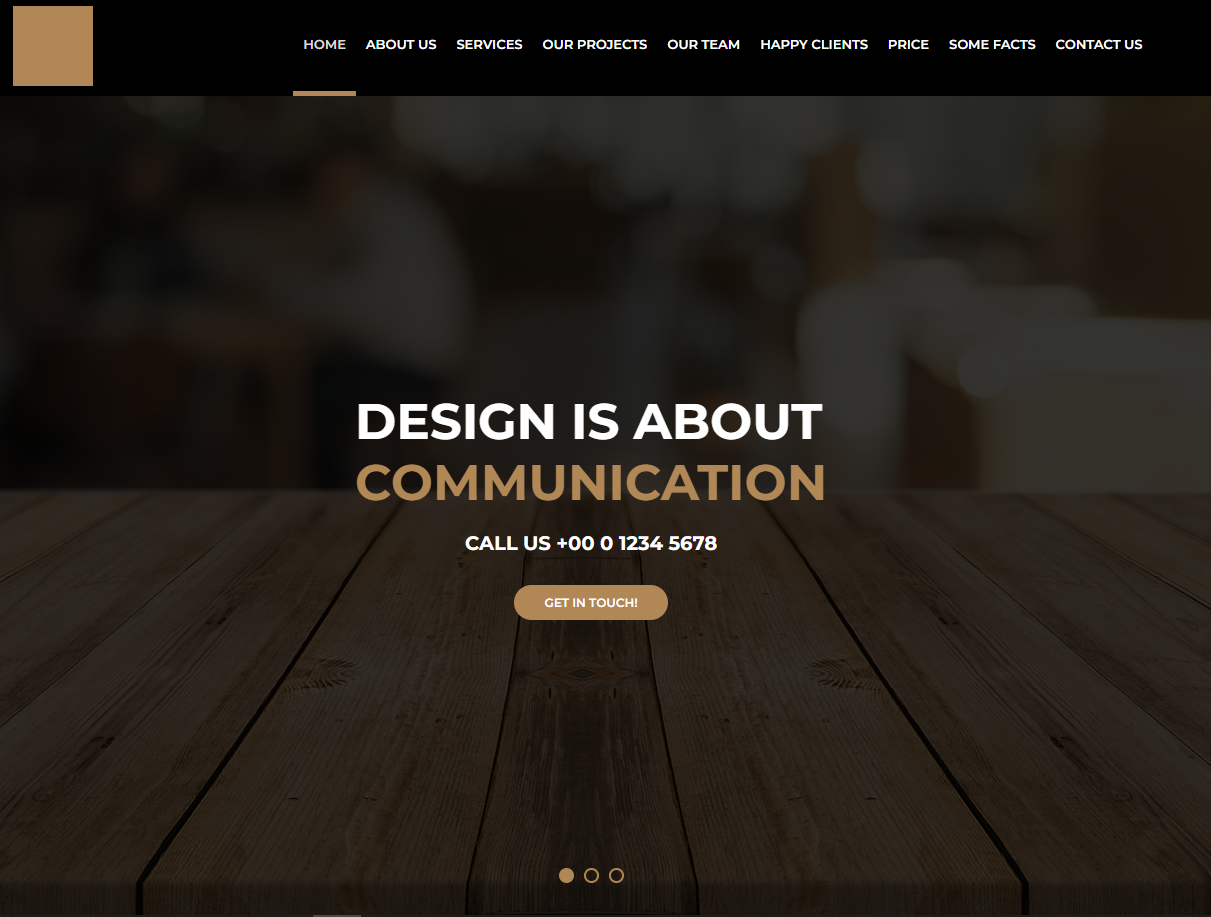 HOME ABOUT US SERVICES OUR PROJECTS OUR TEAM HAPPY CLIENTS PRICE SOME FACTS CONTACT US
DESIGN IS ABOUT
COMMUNICATION
CALL US +00 0 1234 5678
GET IN TOUCH!